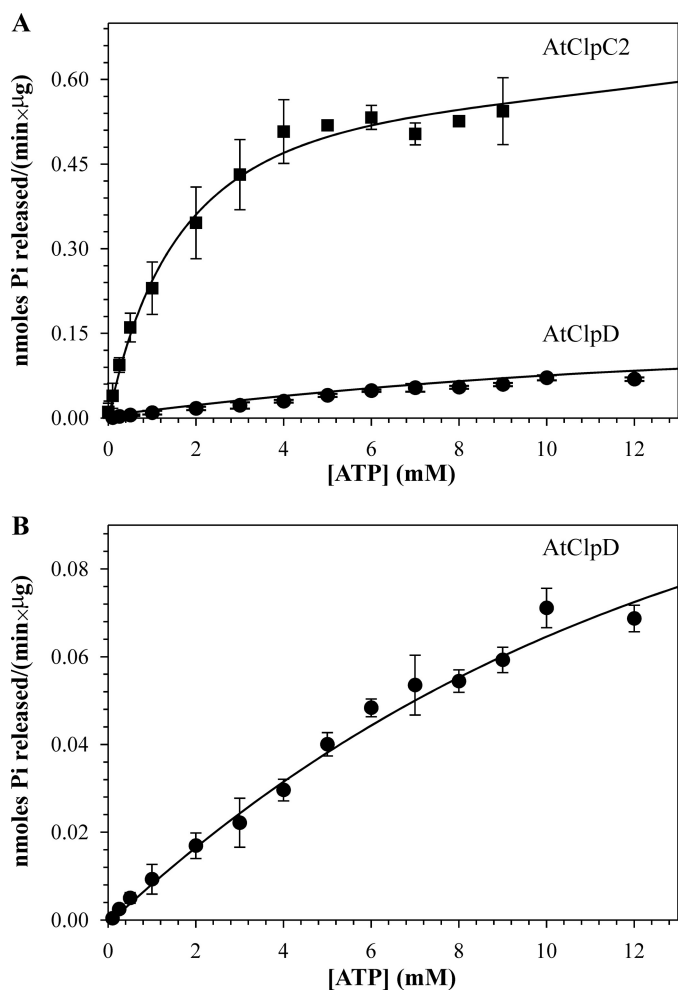 A
AtClpC2
0.60
0.45
0.30
0.15
0.00
nmoles Pi released/(min×µg)
AtClpD
0 2 4 6 8 10 12
[ATP] (mM)
B
AtClpD
0.08
0.06
0.04
0.02
0.00
nmoles Pi released/(min×µg)
0 2 4 6 8 10 12
[ATP] (mM)